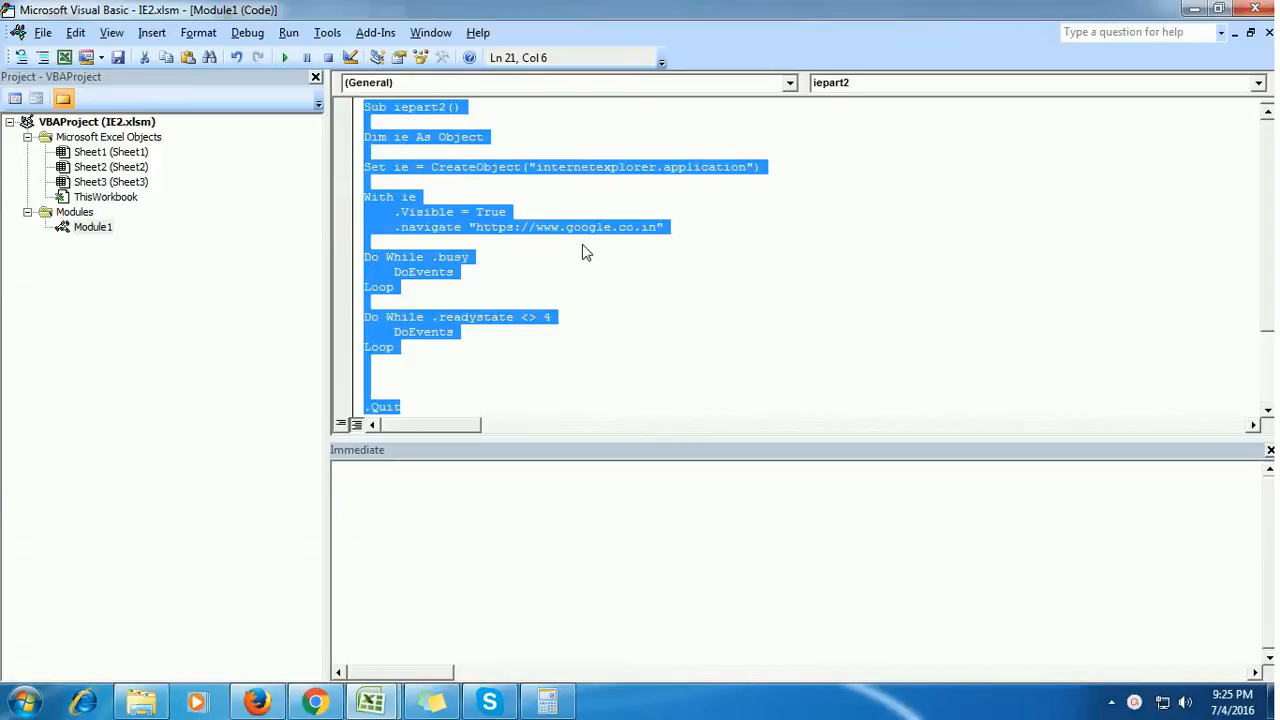 Microsoft Visual Basic - IE2.xlsm - [Module1 (Code)]
File Edit View Insert Format Debug Run Tools Add-Ins Window Help
Type a question for help
Ln 21, Col 6
Project - VBAProject
(General)
iepart2
VBAProject (IE2.xlsm)
Microsoft Excel Objects
Sheet1 (Sheet1)
Sheet2 (Sheet2)
Sheet3 (Sheet3)
ThisWorkbook
Modules
Module1
Sub iepart2()
Dim ie As Object
Set ie = CreateObject("internetexplorer.application")
With ie
.Visible = True
.navigate "https://www.google.co.in"
Do While .busy
DoEvents
Loop
Do While .readystate <> 4
DoEvents
Loop
.Quit
Immediate
9:25 PM
7/4/2016